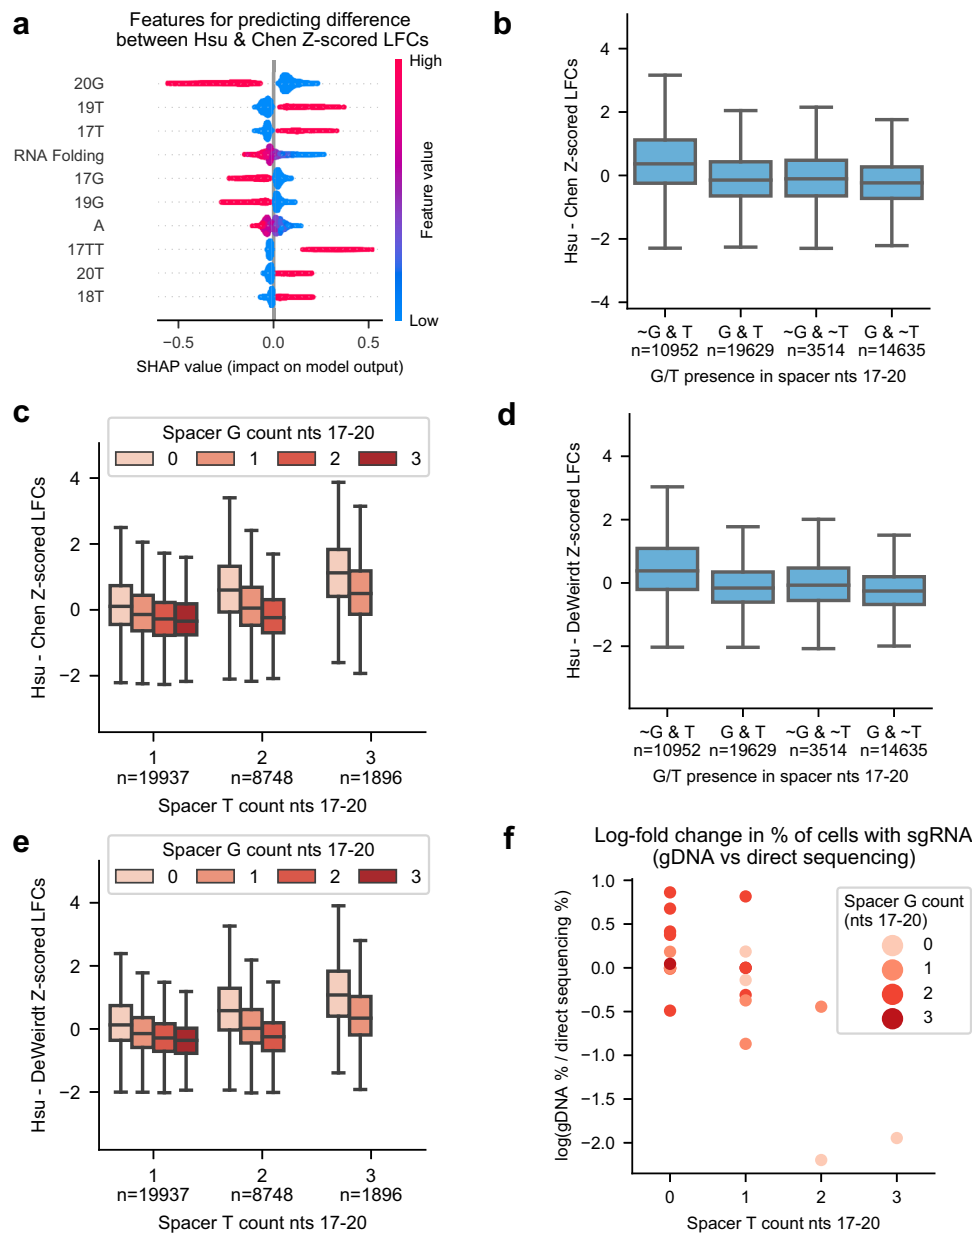 a
Features for predicting difference
between Hsu & Chen Z-scored LFCs
20G
19T
17T
RNA Folding
17G
19G
A
17TT
20T
18T
−0.5
0.0
0.5
SHAP value (impact on model output)
High
Feature value
Low
b
Hsu - Chen Z-scored LFCs
4
2
0
−2
−4
~G & T
G & T
~G & ~T
G & ~T
n=10952
n=19629
n=3514
n=14635
G/T presence in spacer nts 17-20
c
Spacer G count nts 17-20
0
1
2
3
Hsu - Chen Z-scored LFCs
4
2
0
−2
1
2
3
n=19937
n=8748
n=1896
Spacer T count nts 17-20
d
Hsu - DeWeirdt Z-scored LFCs
4
2
0
−2
~G & T
G & T
~G & ~T
G & ~T
n=10952
n=19629
n=3514
n=14635
G/T presence in spacer nts 17-20
e
Spacer G count nts 17-20
0
1
2
3
Hsu - DeWeirdt Z-scored LFCs
4
2
0
−2
1
2
3
n=19937
n=8748
n=1896
Spacer T count nts 17-20
f
Log-fold change in % of cells with sgRNA
(gDNA vs direct sequencing)
log(gDNA % / direct sequencing %)
1.0
0.5
0.0
−0.5
−1.0
−1.5
−2.0
Spacer G count
(nts 17-20)
0
1
2
3
0
1
2
3
Spacer T count nts 17-20